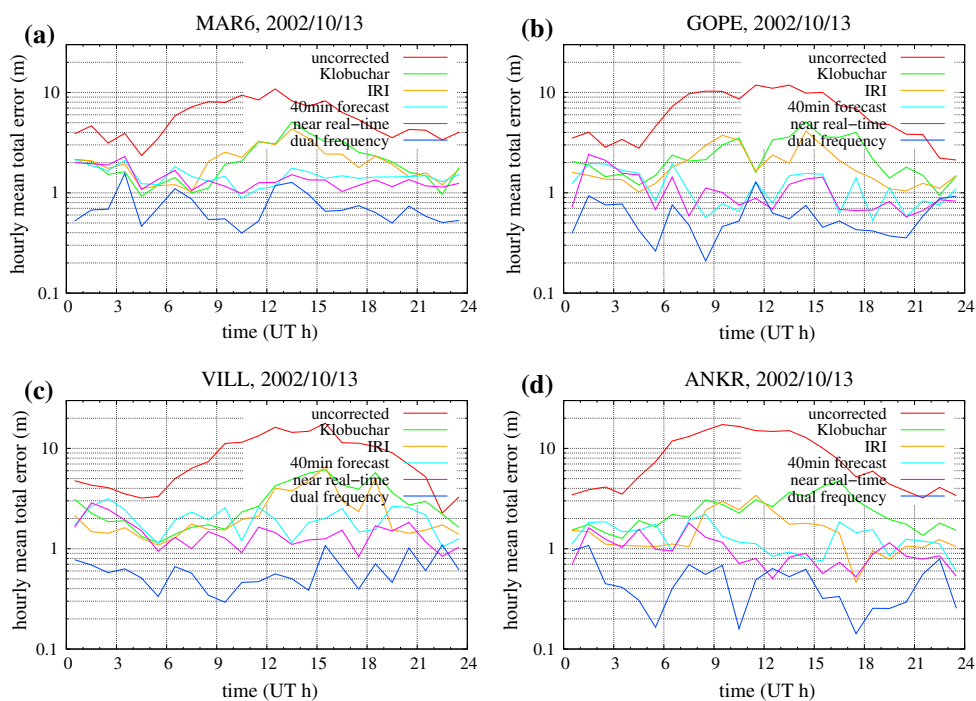 (a)
MAR6, 2002/10/13
hourly mean total error (m)
10
1
0.1
uncorrected
Klobuchar
IRI
40min forecast
near real-time
dual frequency
0 3 6 9 12 15 18 21 24
time (UT h)
(b)
GOPE, 2002/10/13
hourly mean total error (m)
10
1
0.1
uncorrected
Klobuchar
IRI
40min forecast
near real-time
dual frequency
0 3 6 9 12 15 18 21 24
time (UT h)
(c)
VILL, 2002/10/13
hourly mean total error (m)
10
1
0.1
uncorrected
Klobuchar
IRI
40min forecast
near real-time
dual frequency
0 3 6 9 12 15 18 21 24
time (UT h)
(d)
ANKR, 2002/10/13
hourly mean total error (m)
10
1
0.1
uncorrected
Klobuchar
IRI
40min forecast
near real-time
dual frequency
0 3 6 9 12 15 18 21 24
time (UT h)